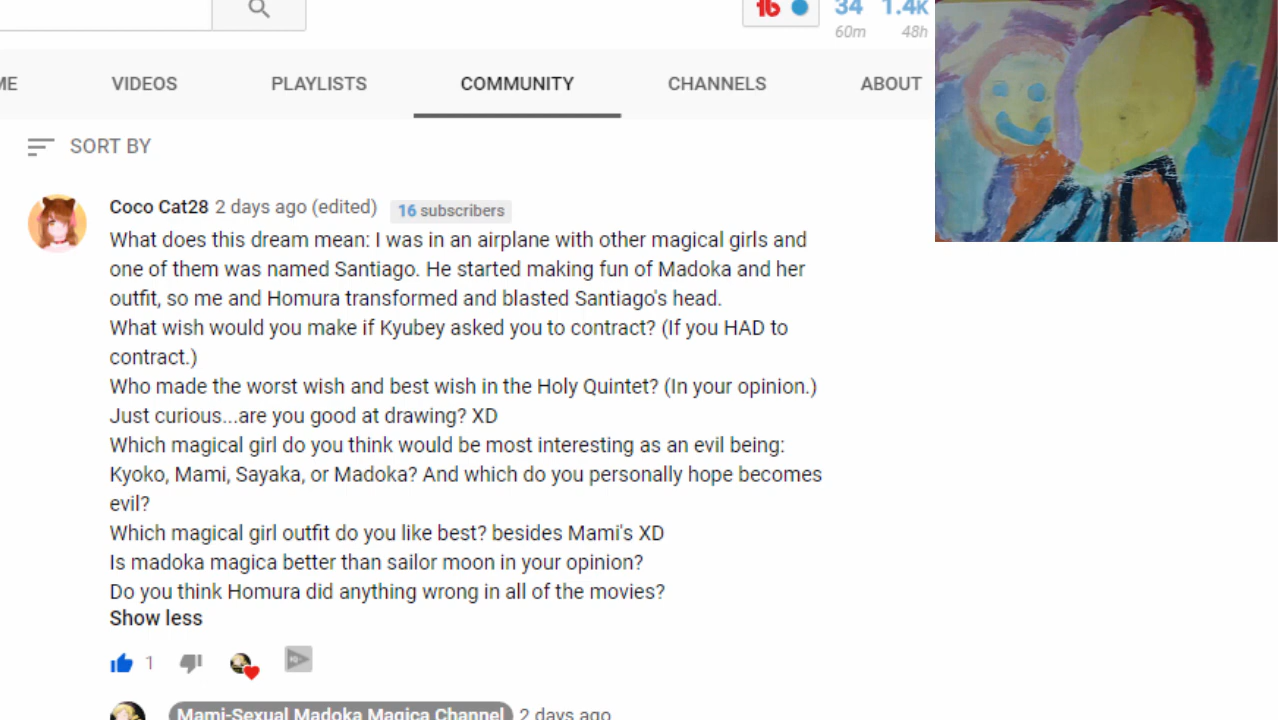 34 1.4K
60m 48h
ME VIDEOS PLAYLISTS COMMUNITY CHANNELS ABOUT
SORT BY
Coco Cat28 2 days ago (edited) 16 subscribers
What does this dream mean: I was in an airplane with other magical girls and
one of them was named Santiago. He started making fun of Madoka and her
outfit, so me and Homura transformed and blasted Santiago's head.
What wish would you make if Kyubey asked you to contract? (If you HAD to
contract.)
Who made the worst wish and best wish in the Holy Quintet? (In your opinion.)
Just curious...are you good at drawing? XD
Which magical girl do you think would be most interesting as an evil being:
Kyoko, Mami, Sayaka, or Madoka? And which do you personally hope becomes
evil?
Which magical girl outfit do you like best? besides Mami's XD
Is madoka magica better than sailor moon in your opinion?
Do you think Homura did anything wrong in all of the movies?
Show less
1
Mami-Sexual Madoka Magica Channel 2 days ago